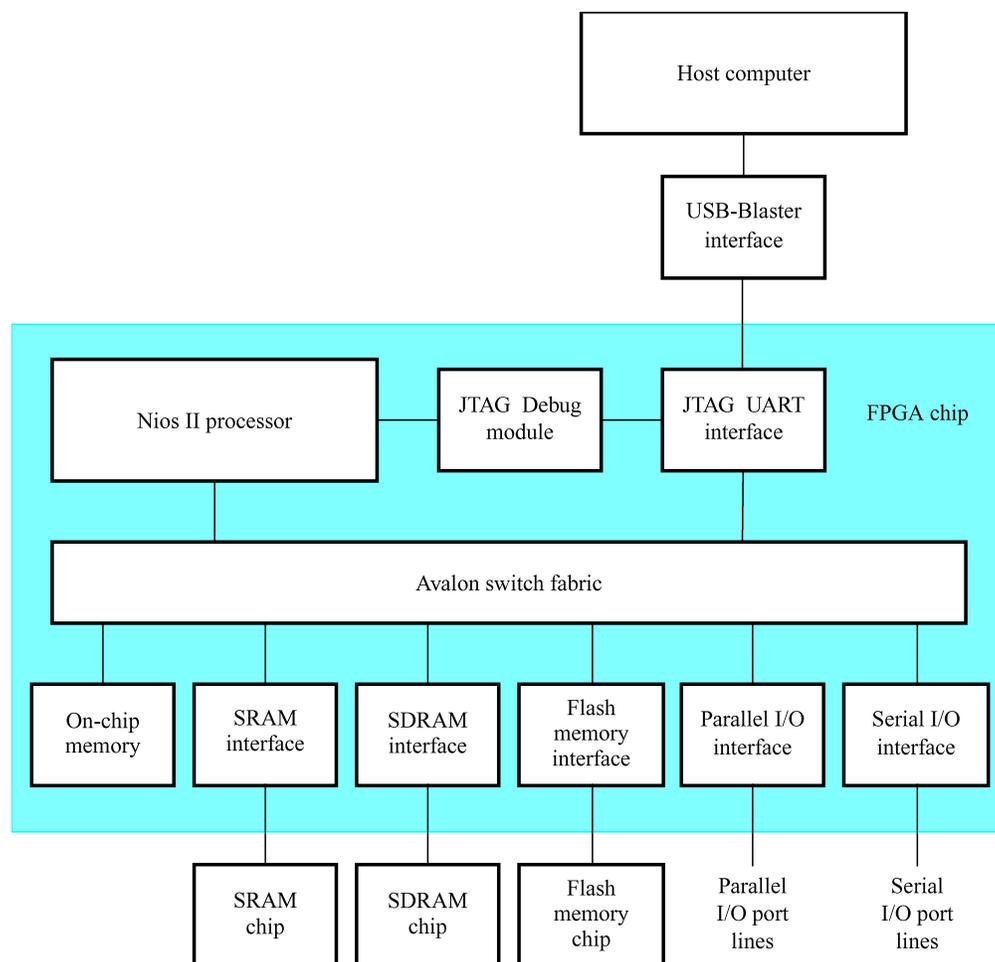 Host computer
USB-Blaster
interface
Nios II processor
JTAG Debug
module
JTAG UART
interface
FPGA chip
Avalon switch fabric
On-chip
memory
SRAM
interface
SDRAM
interface
Flash
memory
interface
Parallel I/O
interface
Serial I/O
interface
SRAM
chip
SDRAM
chip
Flash
memory
chip
Parallel
I/O port
lines
Serial
I/O port
lines